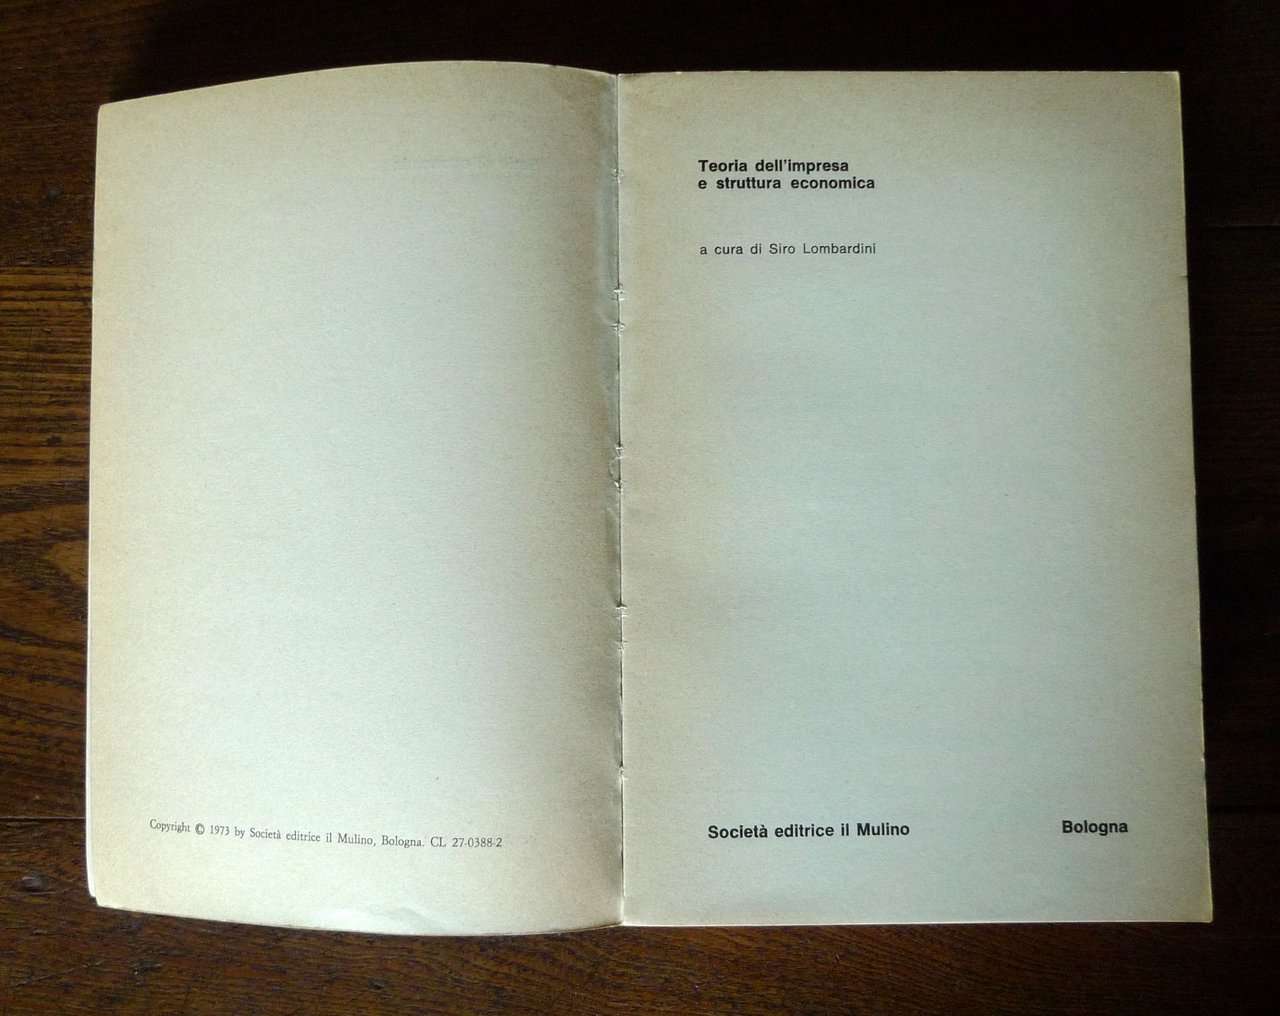 Copyright © 1973 by Società editrice il Mulino, Bologna. CL 27-0388-2
Teoria dell'impresa
e struttura economica
a cura di Siro Lombardini
Società editrice il Mulino
Bologna